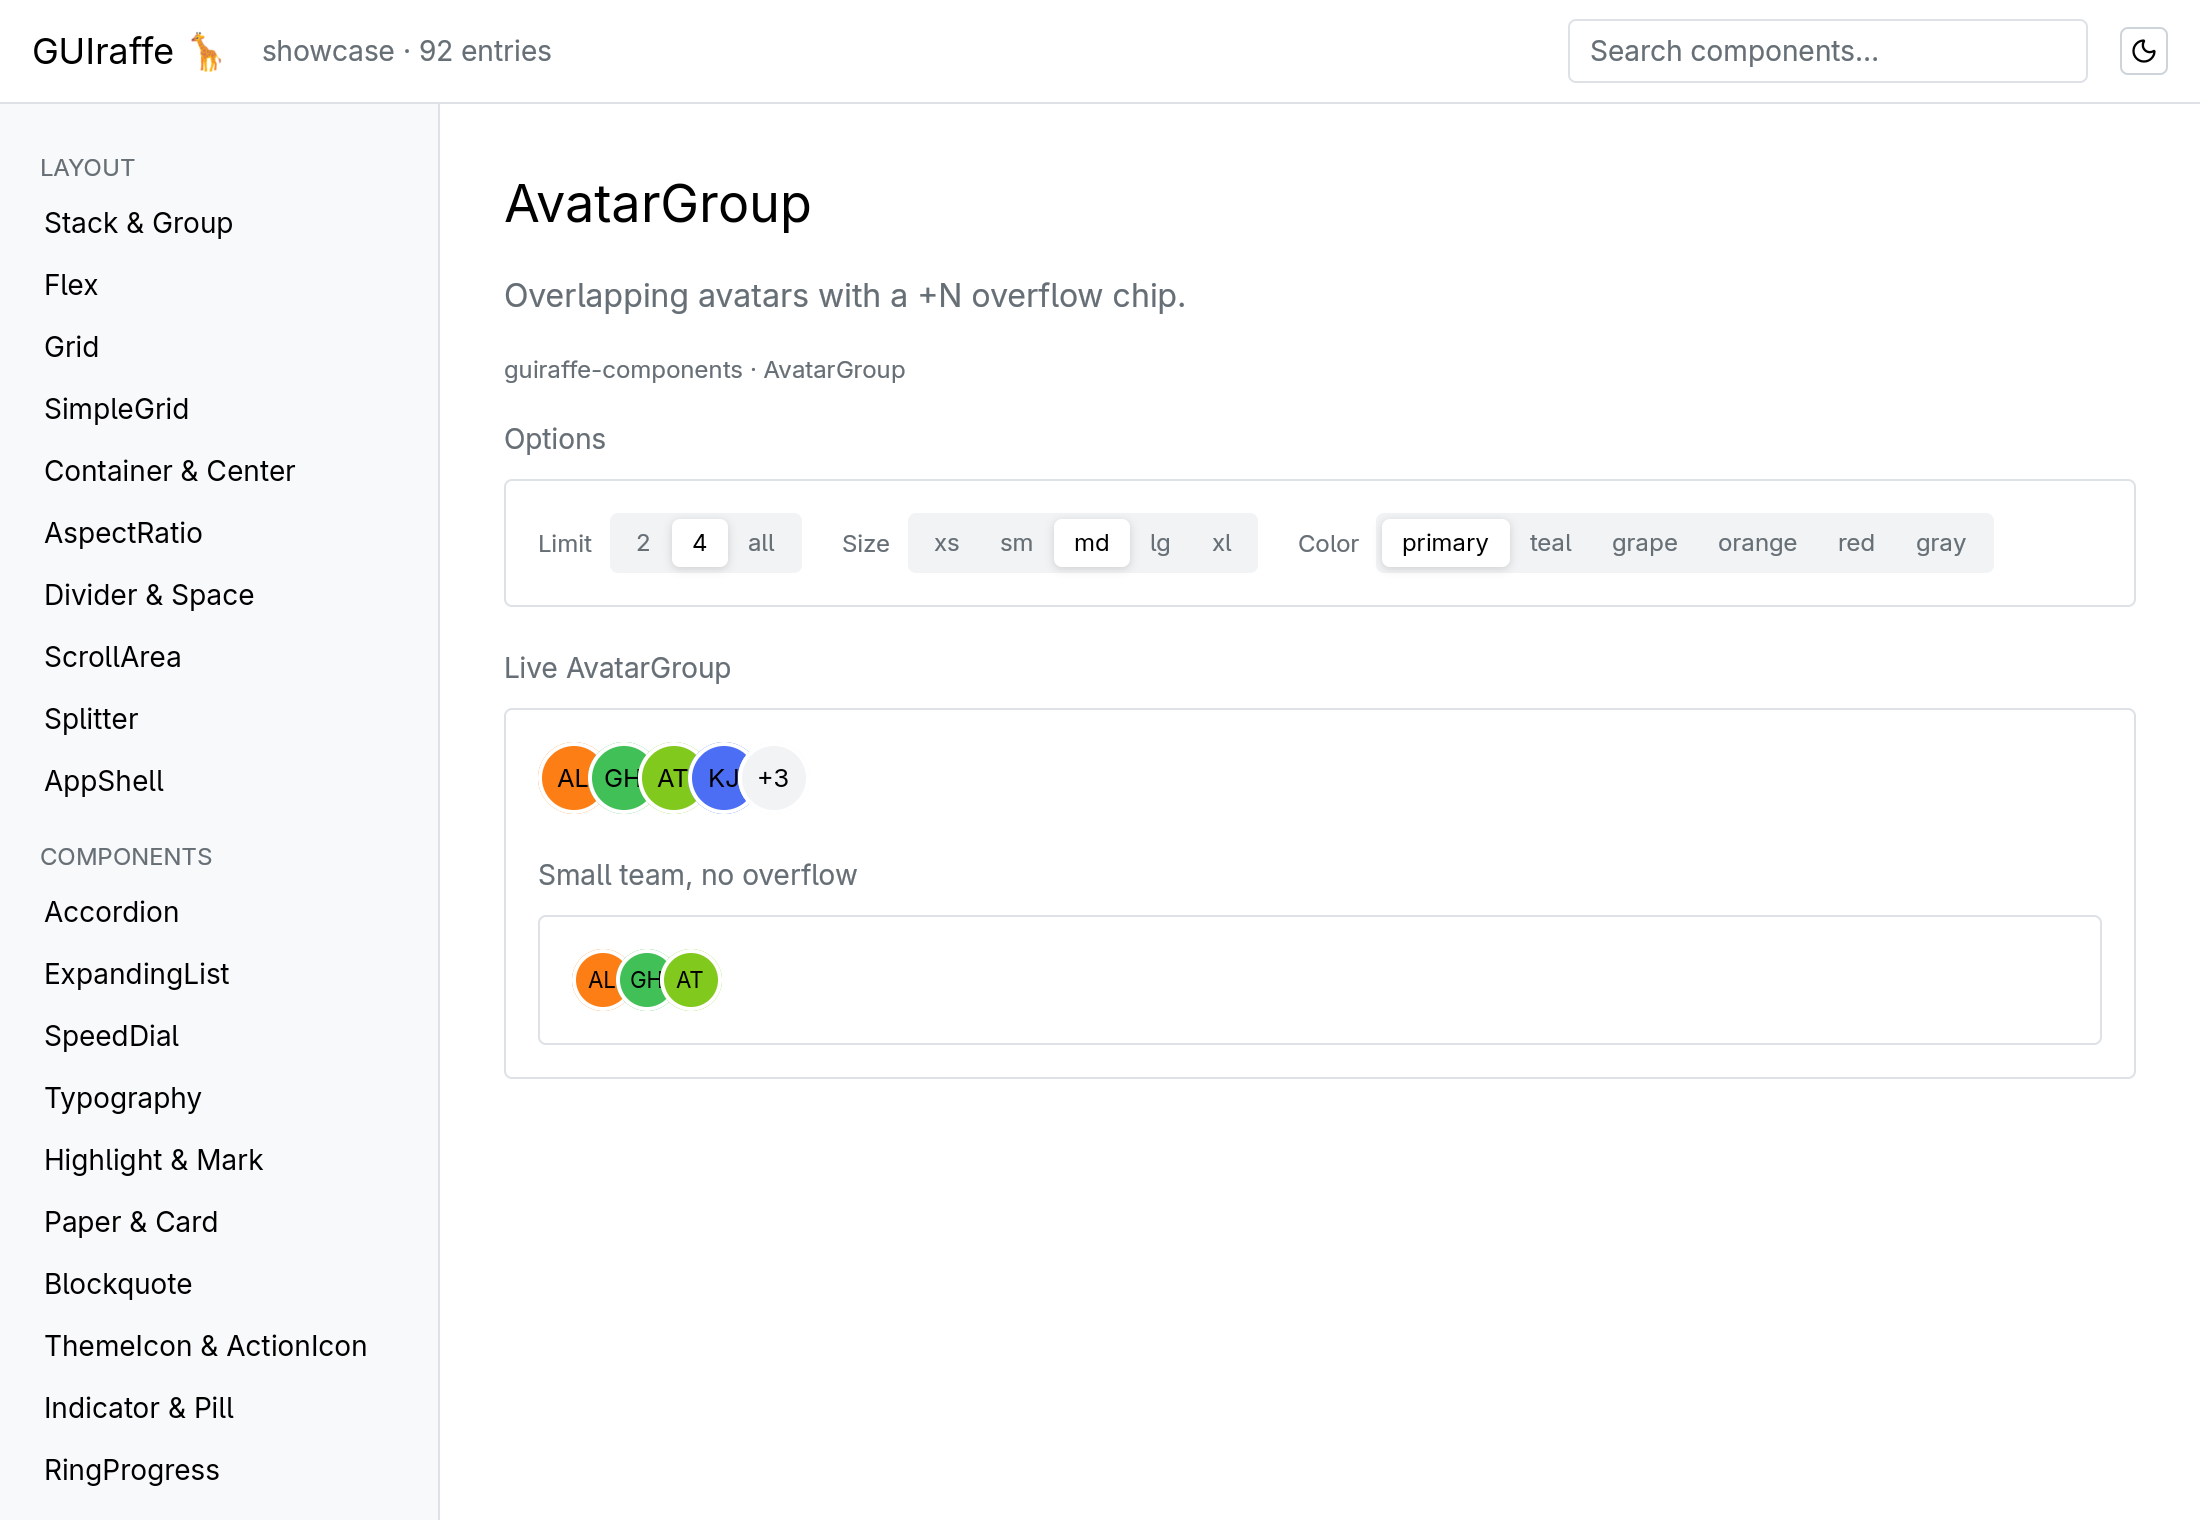 GUIraffe 🦒 showcase · 92 entries
Search components...
LAYOUT
Stack & Group
Flex
Grid
SimpleGrid
Container & Center
AspectRatio
Divider & Space
ScrollArea
Splitter
AppShell
COMPONENTS
Accordion
ExpandingList
SpeedDial
Typography
Highlight & Mark
Paper & Card
Blockquote
ThemeIcon & ActionIcon
Indicator & Pill
RingProgress
AvatarGroup
Overlapping avatars with a +N overflow chip.
guiraffe-components · AvatarGroup
Options
Limit 2 4 all Size xs sm md lg xl Color primary teal grape orange red gray
Live AvatarGroup
AL GH AT KJ +3
Small team, no overflow
AL GH AT